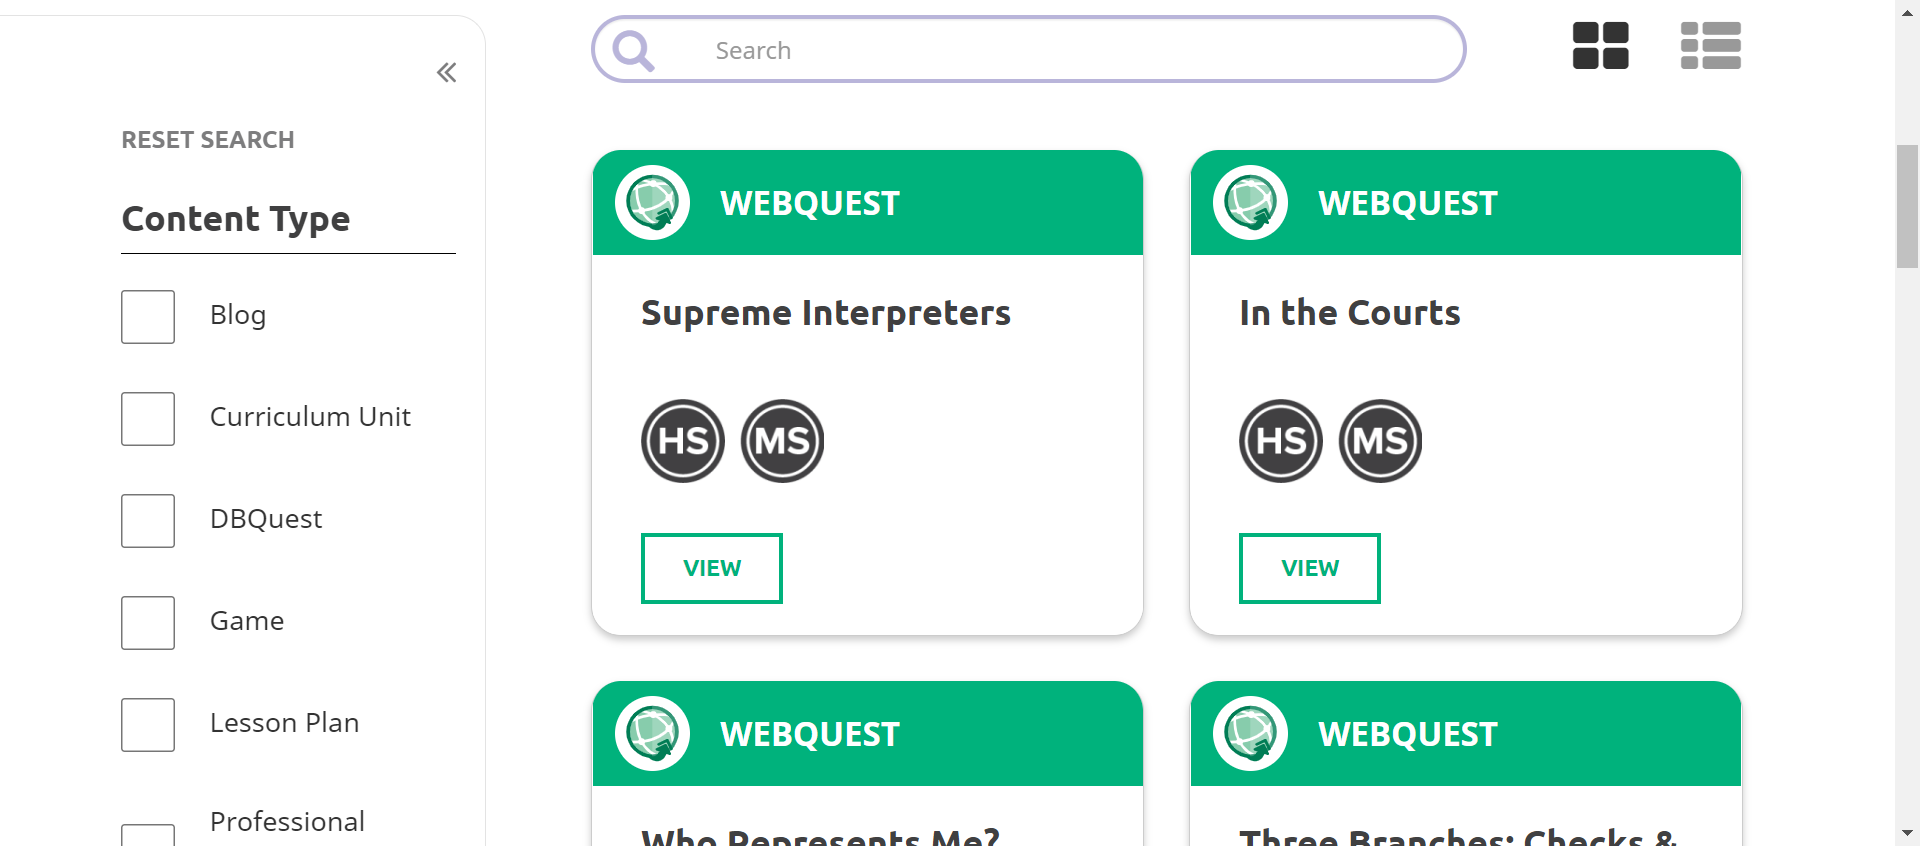 Search
RESET SEARCH
Content Type
Blog
Curriculum Unit
DBQuest
Game
Lesson Plan
Professional
WEBQUEST
Supreme Interpreters
HS MS
VIEW
WEBQUEST
In the Courts
HS MS
VIEW
WEBQUEST
Who Represents Me?
WEBQUEST
Three Branches: Checks &